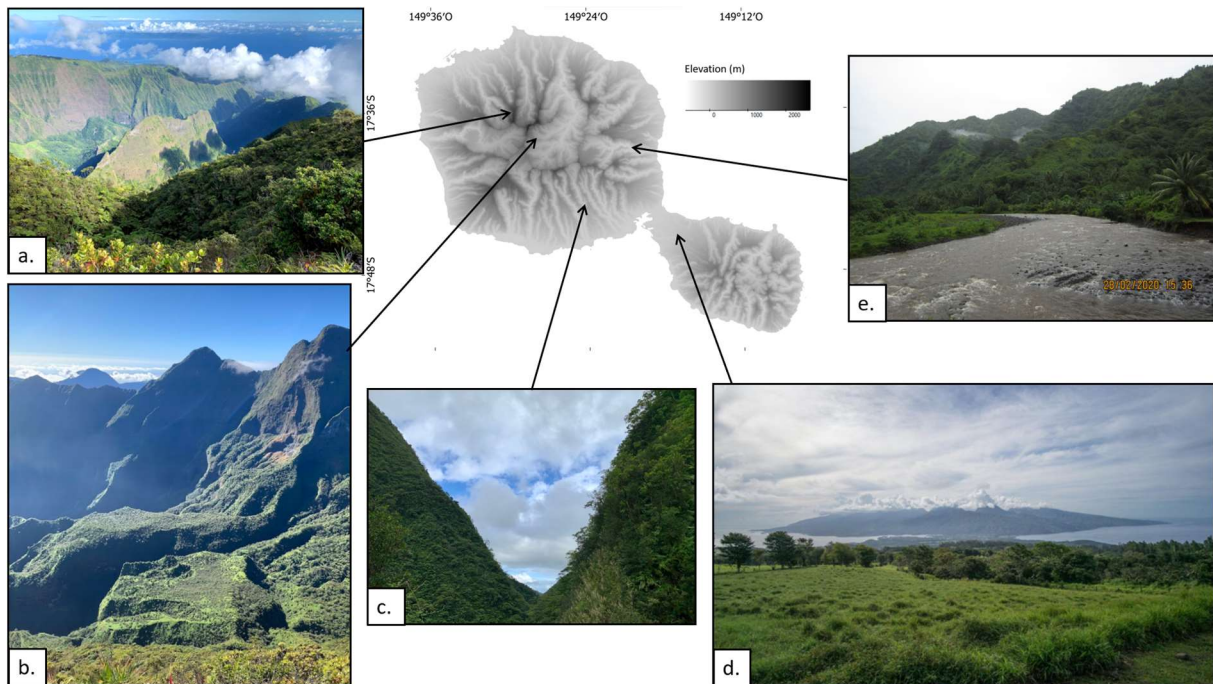 149°36'O
149°24'O
149°12'O
17°36'S
17°48'S
Elevation (m)
0
1000
2000
a.
b.
c.
d.
e.
28/02/2020 15 36